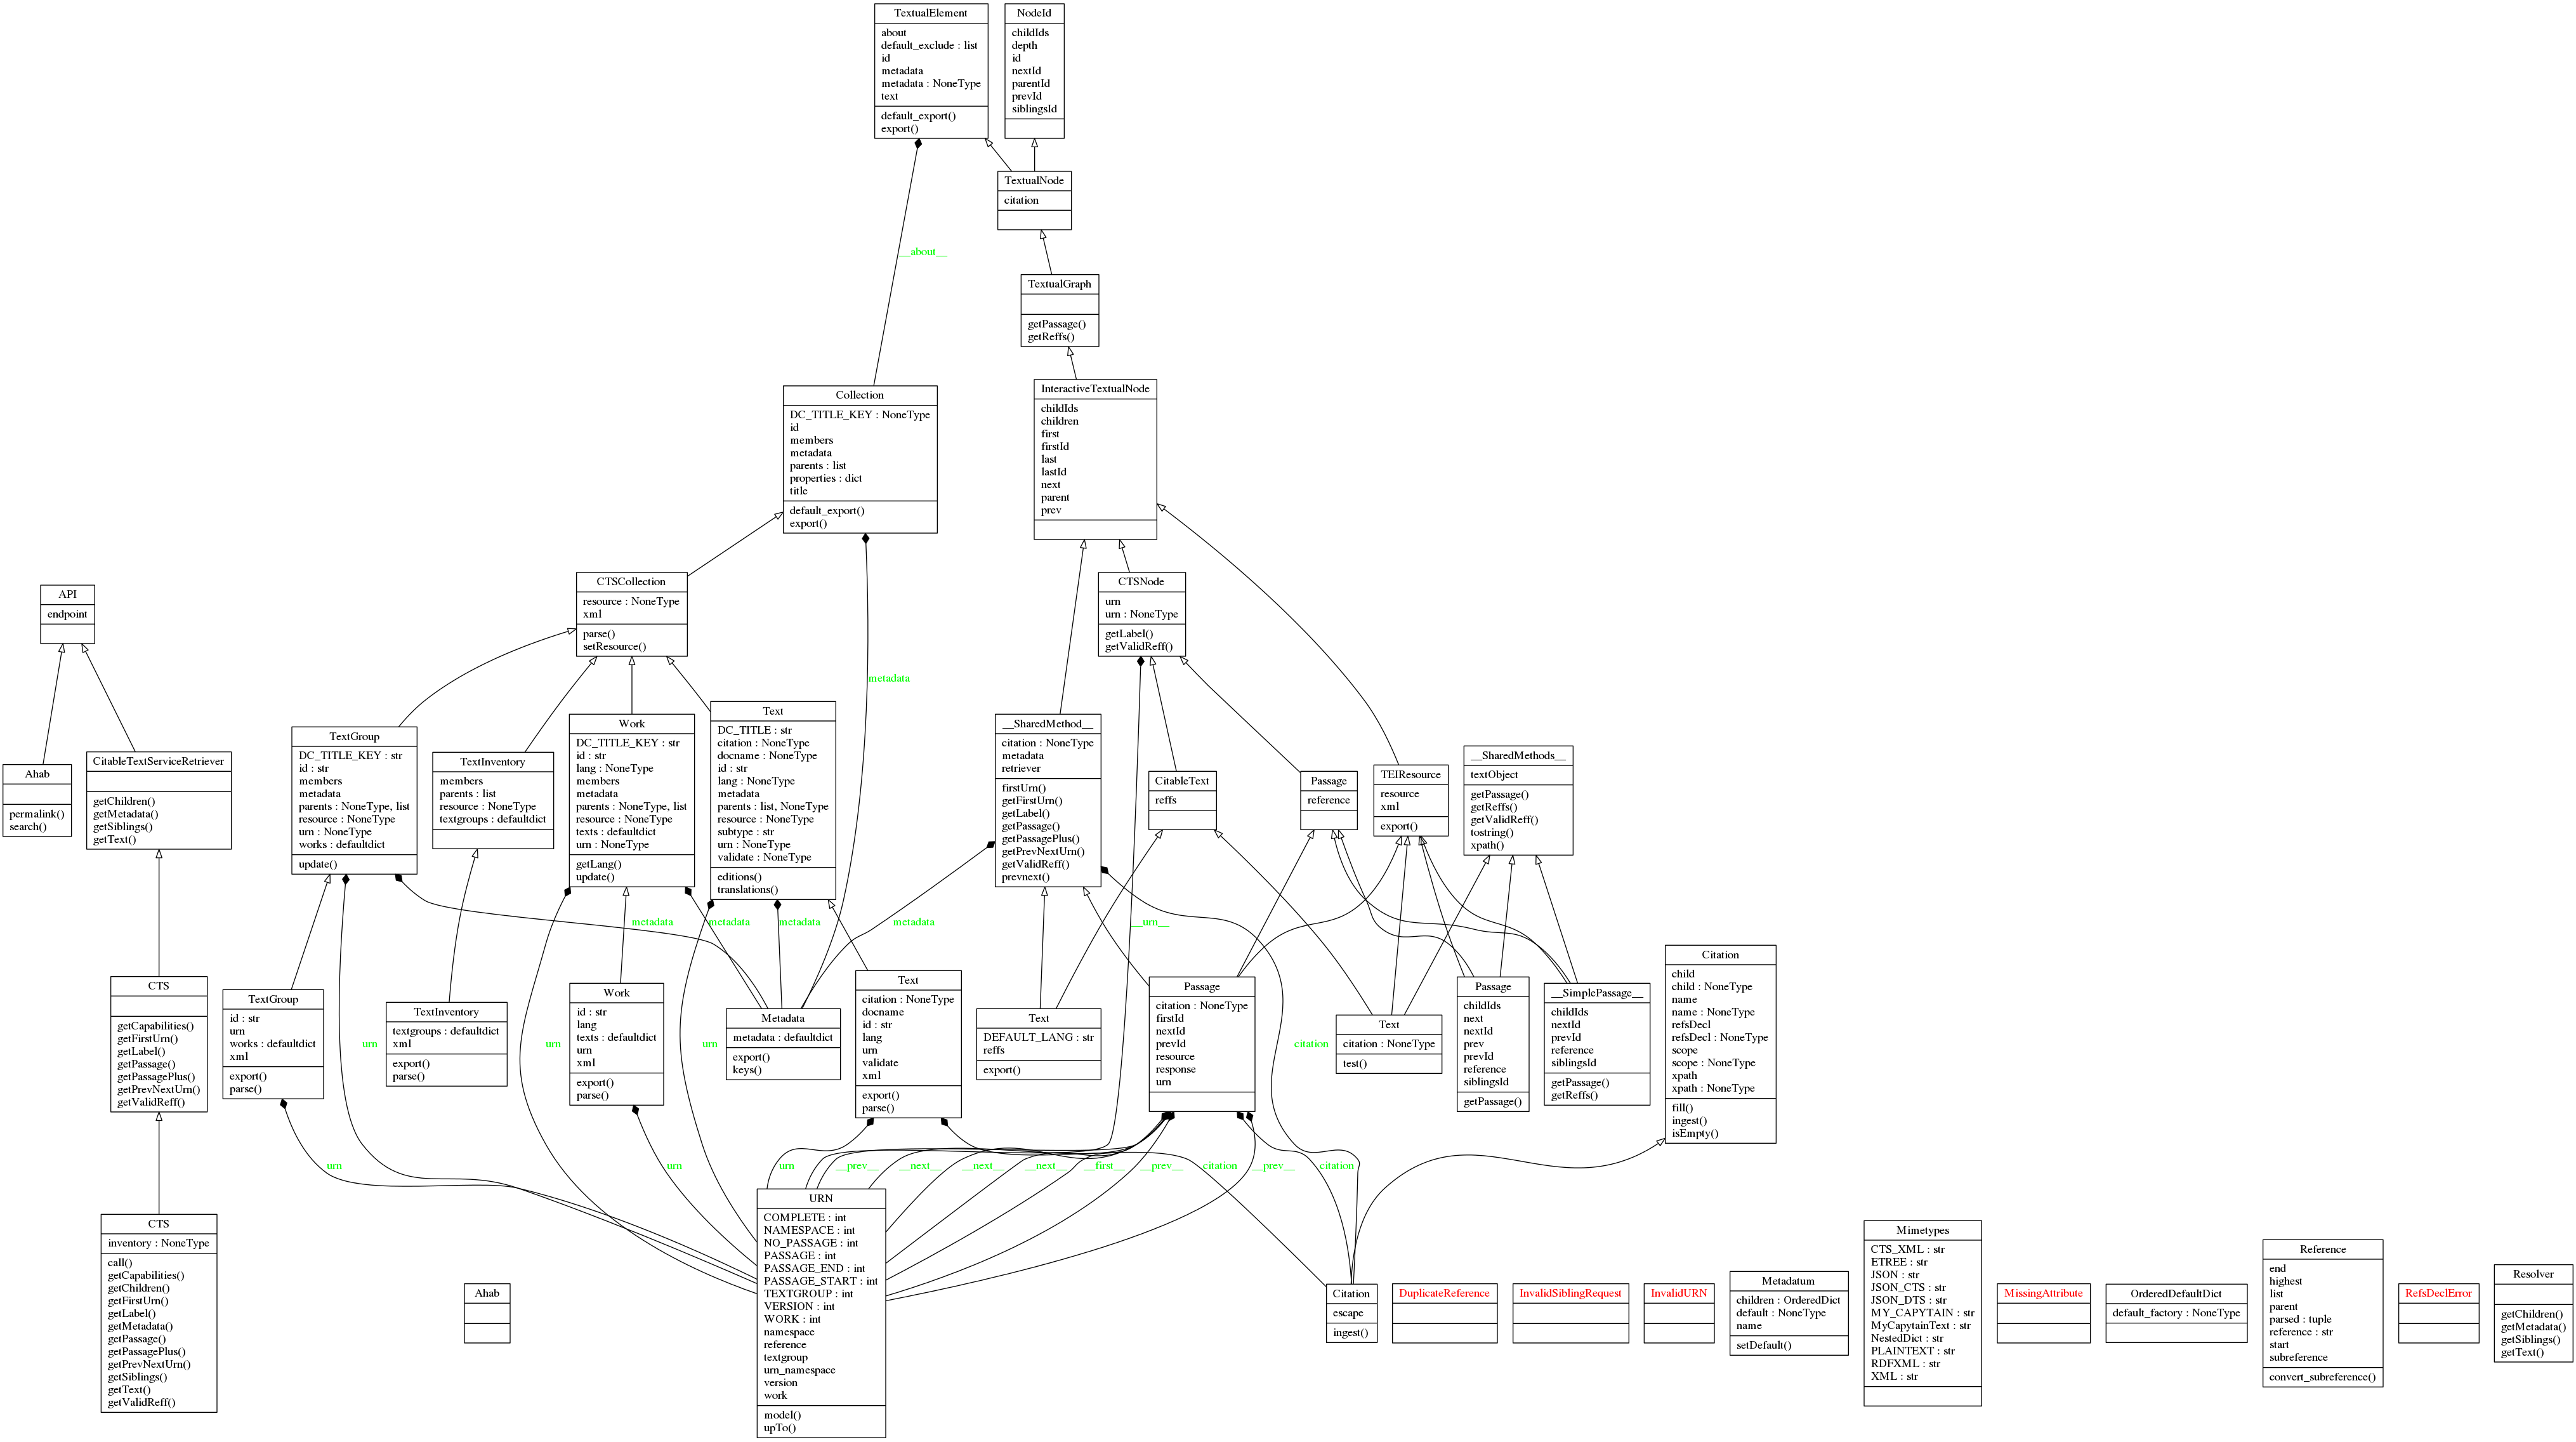 TextualElement
about
default_exclude : list
id
metadata
metadata : NoneType
text
default_export()
export()
NodeId
childIds
depth
id
nextId
parentId
prevId
siblingsId
TextualNode
citation
__about__
TextualGraph
getPassage()
getReffs()
Collection
DC_TITLE_KEY : NoneType
id
members
metadata
parents : list
properties : dict
title
default_export()
export()
InteractiveTextualNode
childIds
children
first
firstId
last
lastId
next
parent
prev
API
endpoint
CTSCollection
resource : NoneType
xml
parse()
setResource()
CTSNode
urn
urn : NoneType
getLabel()
getValidReff()
metadata
Ahab
permalink()
search()
CitableTextServiceRetriever
getChildren()
getMetadata()
getSiblings()
getText()
TextGroup
DC_TITLE_KEY : str
id : str
members
metadata
parents : NoneType, list
resource : NoneType
urn : NoneType
works : defaultdict
update()
TextInventory
members
parents : list
resource : NoneType
textgroups : defaultdict
Work
DC_TITLE_KEY : str
id : str
lang : NoneType
members
metadata
parents : NoneType, list
resource : NoneType
texts : defaultdict
urn : NoneType
getLang()
update()
Text
DC_TITLE : str
citation : NoneType
docname : NoneType
id : str
lang : NoneType
metadata
parents : list, NoneType
resource : NoneType
subtype : str
urn : NoneType
validate : NoneType
editions()
translations()
__SharedMethod__
citation : NoneType
metadata
retriever
firstUrn()
getFirstUrn()
getLabel()
getPassage()
getPassagePlus()
getPrevNextUrn()
getValidReff()
prevnext()
CitableText
reffs
Passage
reference
TEIResource
resource
xml
export()
__SharedMethods__
textObject
getPassage()
getReffs()
getValidReff()
tostring()
xpath()
metadata
metadata
metadata
metadata
__urn__
CTS
getCapabilities()
getFirstUrn()
getLabel()
getPassage()
getPassagePlus()
getPrevNextUrn()
getValidReff()
TextGroup
id : str
urn
works : defaultdict
xml
export()
parse()
urn
TextInventory
textgroups : defaultdict
xml
export()
parse()
urn
Work
id : str
lang
texts : defaultdict
urn
xml
export()
parse()
urn
Metadata
metadata : defaultdict
export()
keys()
Text
citation : NoneType
docname
id : str
lang
urn
validate
xml
export()
parse()
Text
DEFAULT_LANG : str
reffs
export()
Passage
citation : NoneType
firstId
nextId
prevId
resource
response
urn
citation
Text
citation : NoneType
test()
Passage
childIds
next
nextId
prev
prevId
reference
siblingsId
getPassage()
__SimplePassage__
childIds
nextId
prevId
reference
siblingsId
getPassage()
getReffs()
Citation
child
child : NoneType
name
name : NoneType
refsDecl
refsDecl : NoneType
scope
scope : NoneType
xpath
xpath : NoneType
fill()
ingest()
isEmpty()
urn
urn
urn
__prev__
__next__
__next__
__next__
__first__
__prev__
citation
__prev__
citation
CTS
inventory : NoneType
call()
getCapabilities()
getChildren()
getFirstUrn()
getLabel()
getMetadata()
getPassage()
getPassagePlus()
getPrevNextUrn()
getSiblings()
getText()
getValidReff()
Ahab
URN
COMPLETE : int
NAMESPACE : int
NO_PASSAGE : int
PASSAGE : int
PASSAGE_END : int
PASSAGE_START : int
TEXTGROUP : int
VERSION : int
WORK : int
namespace
reference
textgroup
urn_namespace
version
work
model()
upTo()
Citation
escape
ingest()
DuplicateReference
InvalidSiblingRequest
InvalidURN
Metadatum
children : OrderedDict
default : NoneType
name
setDefault()
Mimetypes
CTS_XML : str
ETREE : str
JSON : str
JSON_CTS : str
JSON_DTS : str
MY_CAPYTAIN : str
MyCapytainText : str
NestedDict : str
PLAINTEXT : str
RDFXML : str
XML : str
MissingAttribute
OrderedDefaultDict
default_factory : NoneType
Reference
end
highest
list
parent
parsed : tuple
reference : str
start
subreference
convert_subreference()
RefsDeclError
Resolver
getChildren()
getMetadata()
getSiblings()
getText()